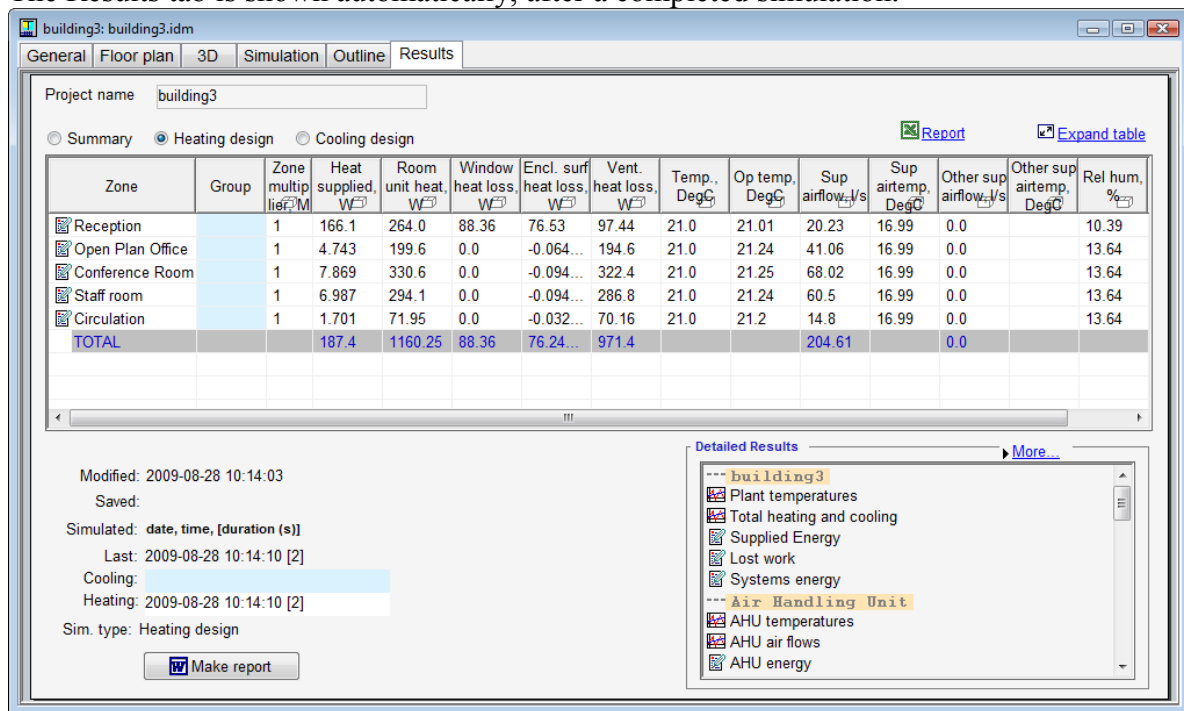 The Results tab is shown automatically, after a completed simulation.
building3: building3.idm
General Floor plan 3D Simulation Outline Results
Project name building3
Summary Heating design Cooling design Report Expand table
Zone Group Zone multip lier, M Heat supplied, W Room unit heat, W Window heat loss, W Encl. surf heat loss, W Vent. heat loss, W Temp., DegC Op temp, DegC Sup airflow, l/s Sup airtemp, DegC Other sup airflow, l/s Other sup airtemp, DegC Rel hum, %
Reception 1 166.1 264.0 88.36 76.53 97.44 21.0 21.01 20.23 16.99 0.0 10.39
Open Plan Office 1 4.743 199.6 0.0 -0.064... 194.6 21.0 21.24 41.06 16.99 0.0 13.64
Conference Room 1 7.869 330.6 0.0 -0.094... 322.4 21.0 21.25 68.02 16.99 0.0 13.64
Staff room 1 6.987 294.1 0.0 -0.094... 286.8 21.0 21.24 60.5 16.99 0.0 13.64
Circulation 1 1.701 71.95 0.0 -0.032... 70.16 21.0 21.2 14.8 16.99 0.0 13.64
TOTAL 187.4 1160.25 88.36 76.24... 971.4 204.61 0.0
Modified: 2009-08-28 10:14:03
Saved:
Simulated: date, time, [duration (s)]
Last: 2009-08-28 10:14:10 [2]
Cooling:
Heating: 2009-08-28 10:14:10 [2]
Sim. type: Heating design
Make report
Detailed Results More...
--- building3
Plant temperatures
Total heating and cooling
Supplied Energy
Lost work
Systems energy
--- Air Handling Unit
AHU temperatures
AHU air flows
AHU energy